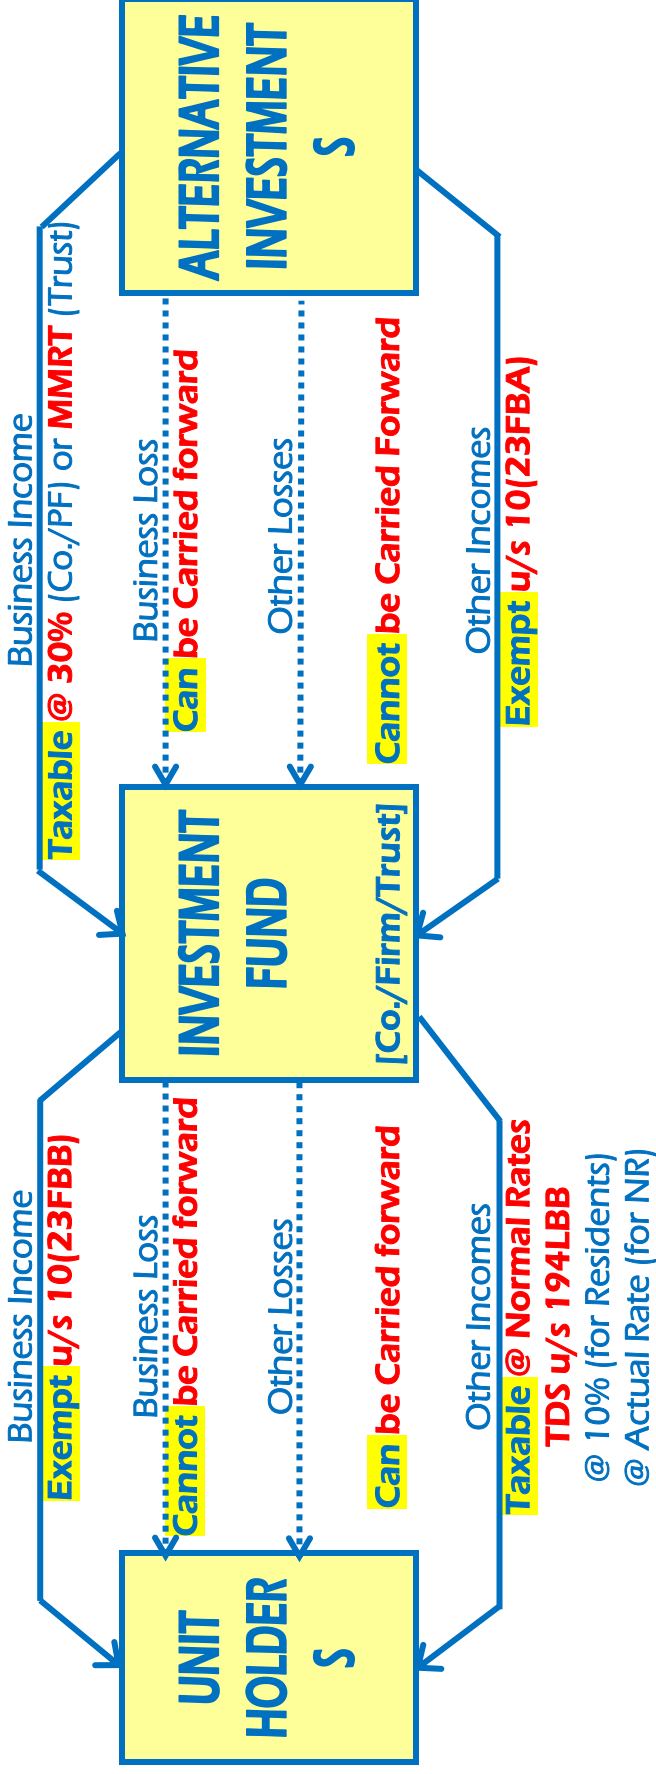 Business Income
Exempt u/s 10(23FBB)
Business Loss
Cannot be Carried forward
Other Losses
Can be Carried forward
Other Incomes
Taxable @ Normal Rates
TDS u/s 194LBB
@ 10% (for Residents)
@ Actual Rate (for NR)
UNIT
HOLDER
S
INVESTMENT
FUND
[Co./Firm/Trust]
Business Income
Taxable @ 30% (Co./PF) or MMRT (Trust)
Business Loss
Can be Carried forward
Other Losses
Cannot be Carried Forward
Other Incomes
Exempt u/s 10(23FBA)
ALTERNATIVE
INVESTMENT
S